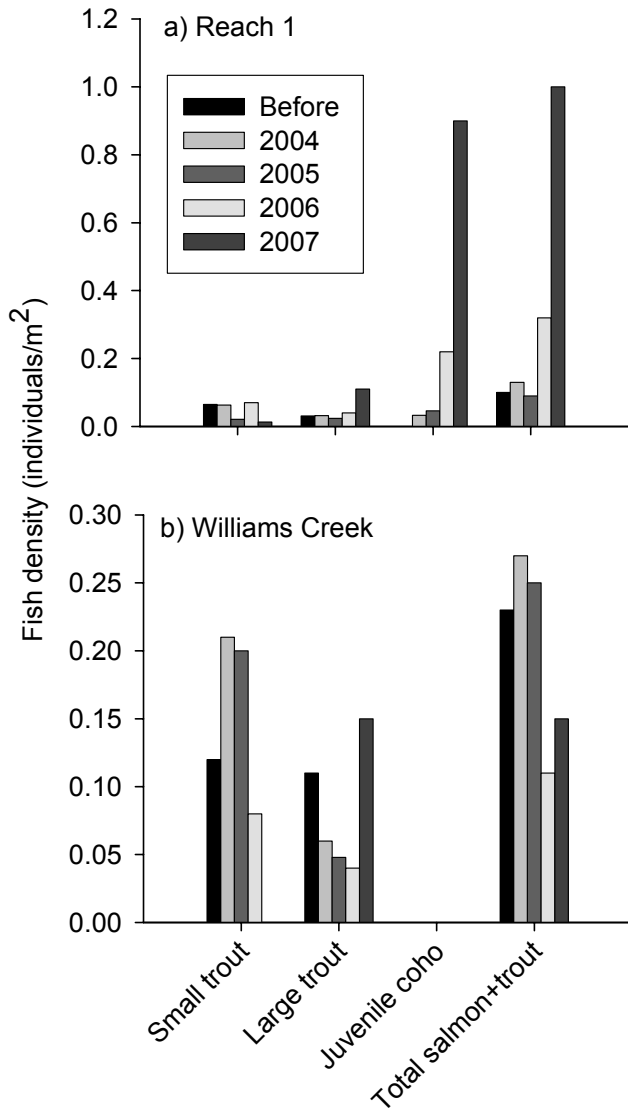 a) Reach 1
Before
2004
2005
2006
2007
1.2
1.0
0.8
0.6
0.4
0.2
0.0
Fish density (individuals/m²)
b) Williams Creek
0.30
0.25
0.20
0.15
0.10
0.05
0.00
Small trout
Large trout
Juvenile coho
Total salmon+trout